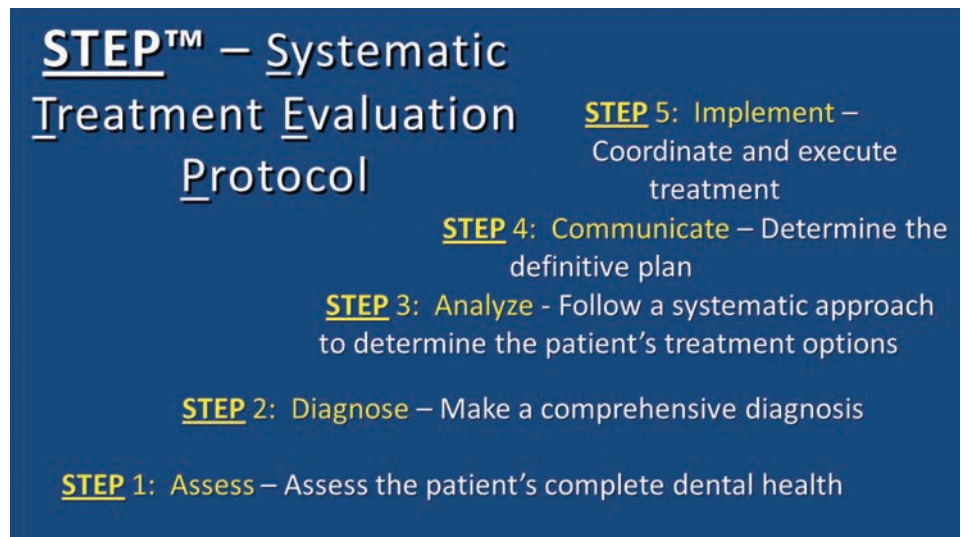 STEP™ – Systematic
Treatment Evaluation
Protocol
STEP 5: Implement –
Coordinate and execute
treatment
STEP 4: Communicate – Determine the
definitive plan
STEP 3: Analyze - Follow a systematic approach
to determine the patient’s treatment options
STEP 2: Diagnose – Make a comprehensive diagnosis
STEP 1: Assess – Assess the patient’s complete dental health